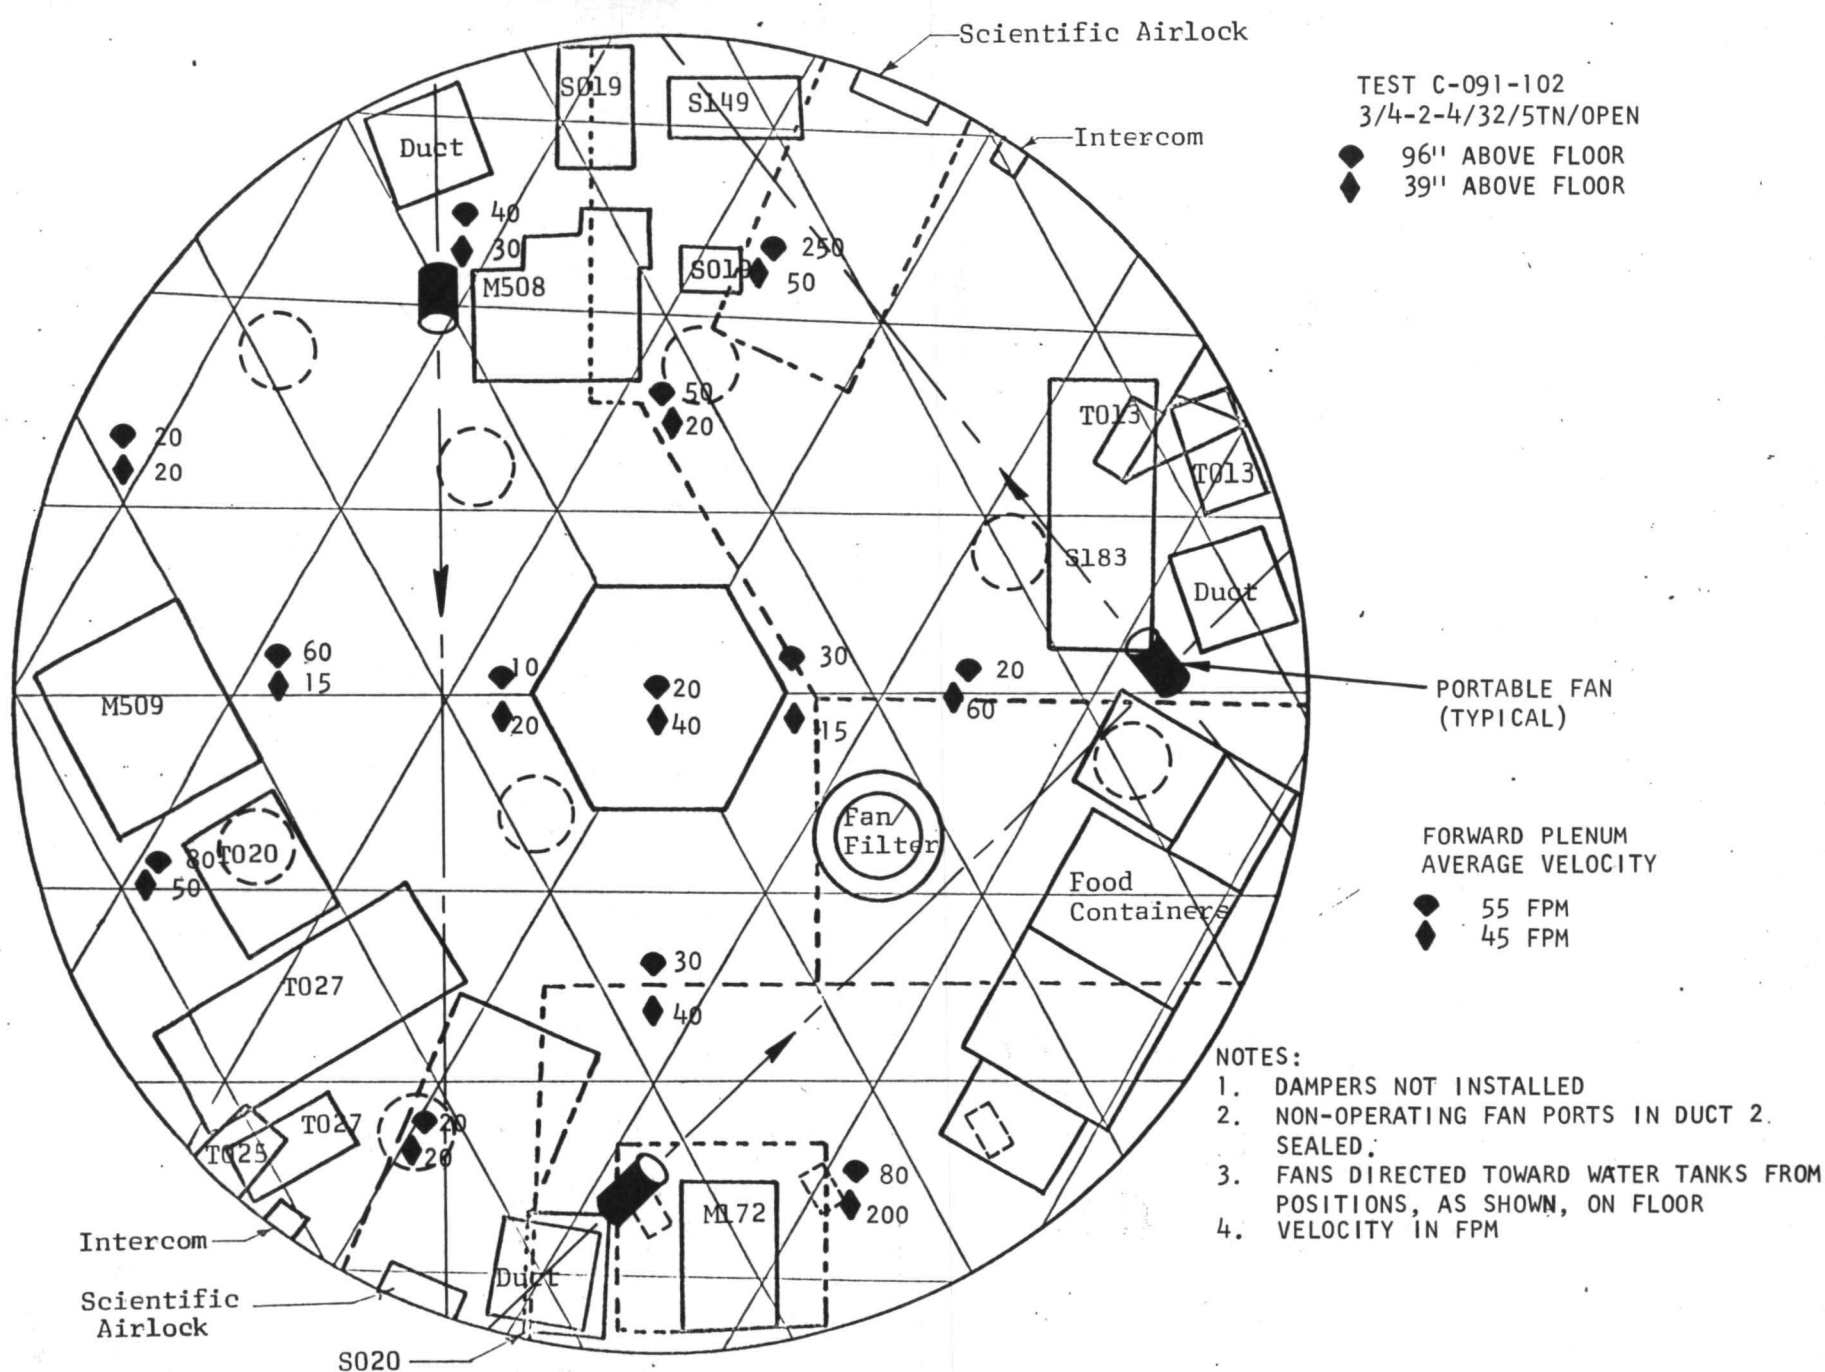 Scientific Airlock
TEST C-091-102
3/4-2-4/32/5TN/OPEN
96" ABOVE FLOOR
39" ABOVE FLOOR
Intercom
S019
S149
Duct
40
30
M508
S019
250
50
50
20
20
20
T013
T013
S183
Duct
PORTABLE FAN
(TYPICAL)
60
15
10
20
20
40
30
15
20
60
M509
Fan
Filter
FORWARD PLENUM
AVERAGE VELOCITY
55 FPM
45 FPM
80
50
T020
Food
Containers
T027
30
40
T027
T025
20
20
80
200
M172
Duct
Intercom
Scientific
Airlock
S020
NOTES:
1. DAMPERS NOT INSTALLED
2. NON-OPERATING FAN PORTS IN DUCT 2
SEALED.
3. FANS DIRECTED TOWARD WATER TANKS FROM
POSITIONS, AS SHOWN, ON FLOOR
4. VELOCITY IN FPM